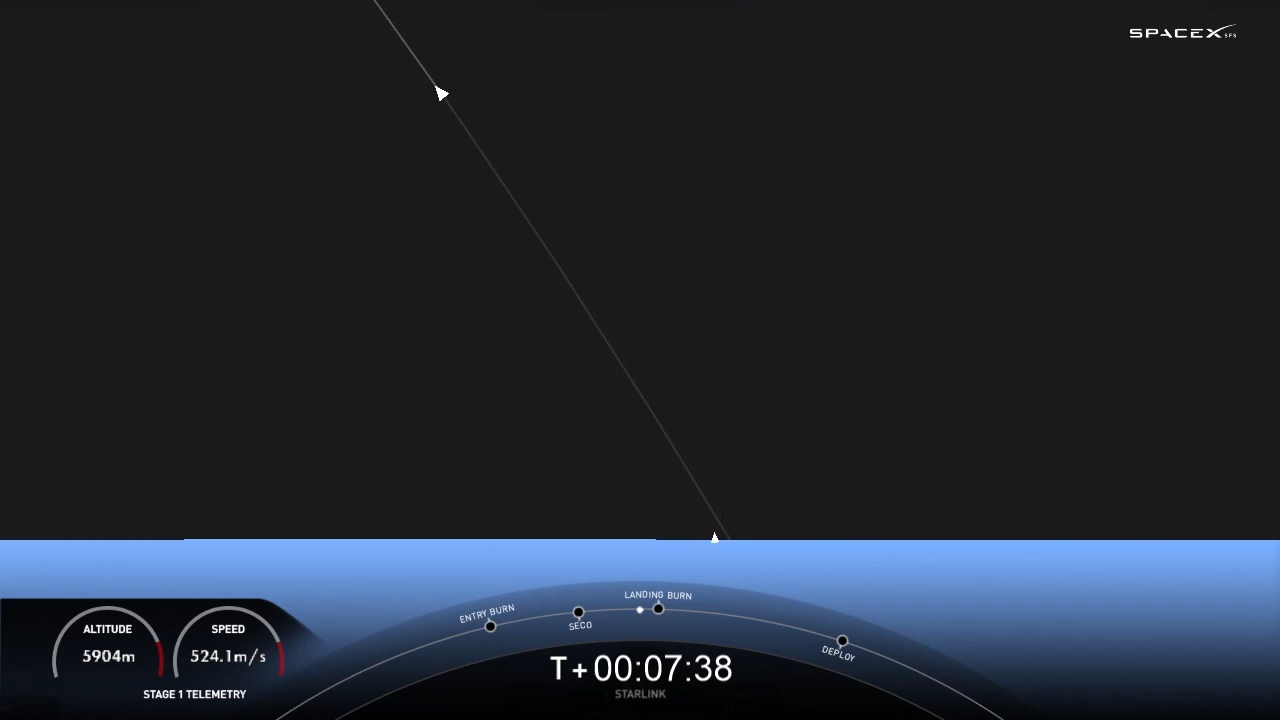 SPACEX SFS
ENTRY BURN
LANDING BURN
SECO
DEPLOY
ALTITUDE
5904m
SPEED
524.1m/s
STAGE 1 TELEMETRY
T+00:07:38
STARLINK